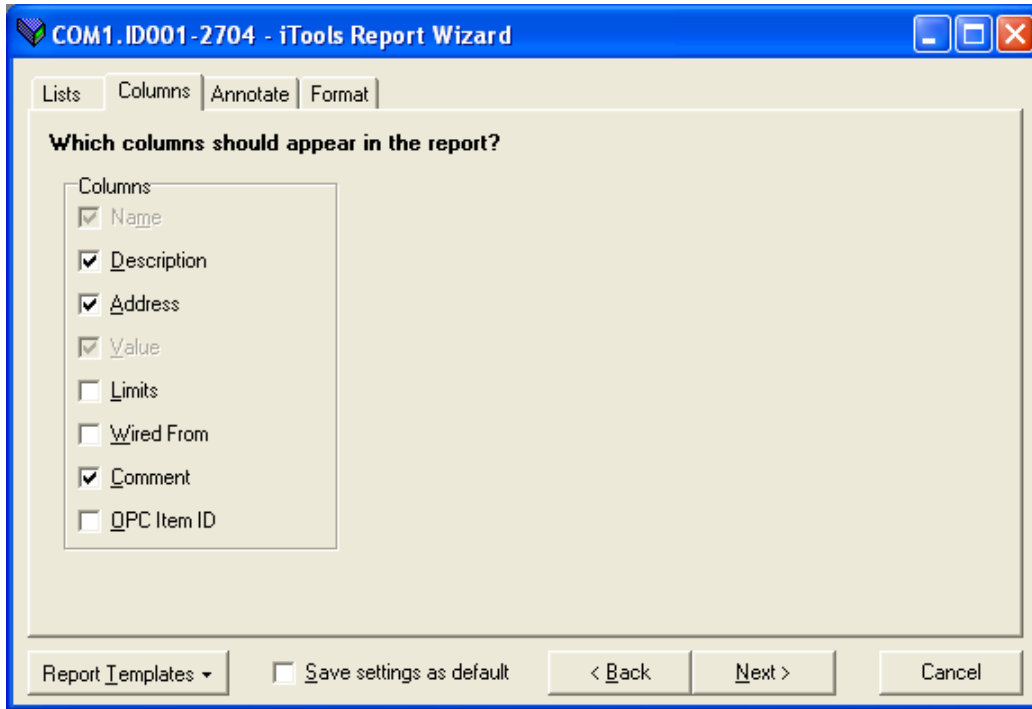 COM1.ID001-2704 - iTools Report Wizard
Lists Columns Annotate Format
Which columns should appear in the report?
Columns
Name
Description
Address
Value
Limits
Wired From
Comment
OPC Item ID
Report Templates Save settings as default < Back Next > Cancel